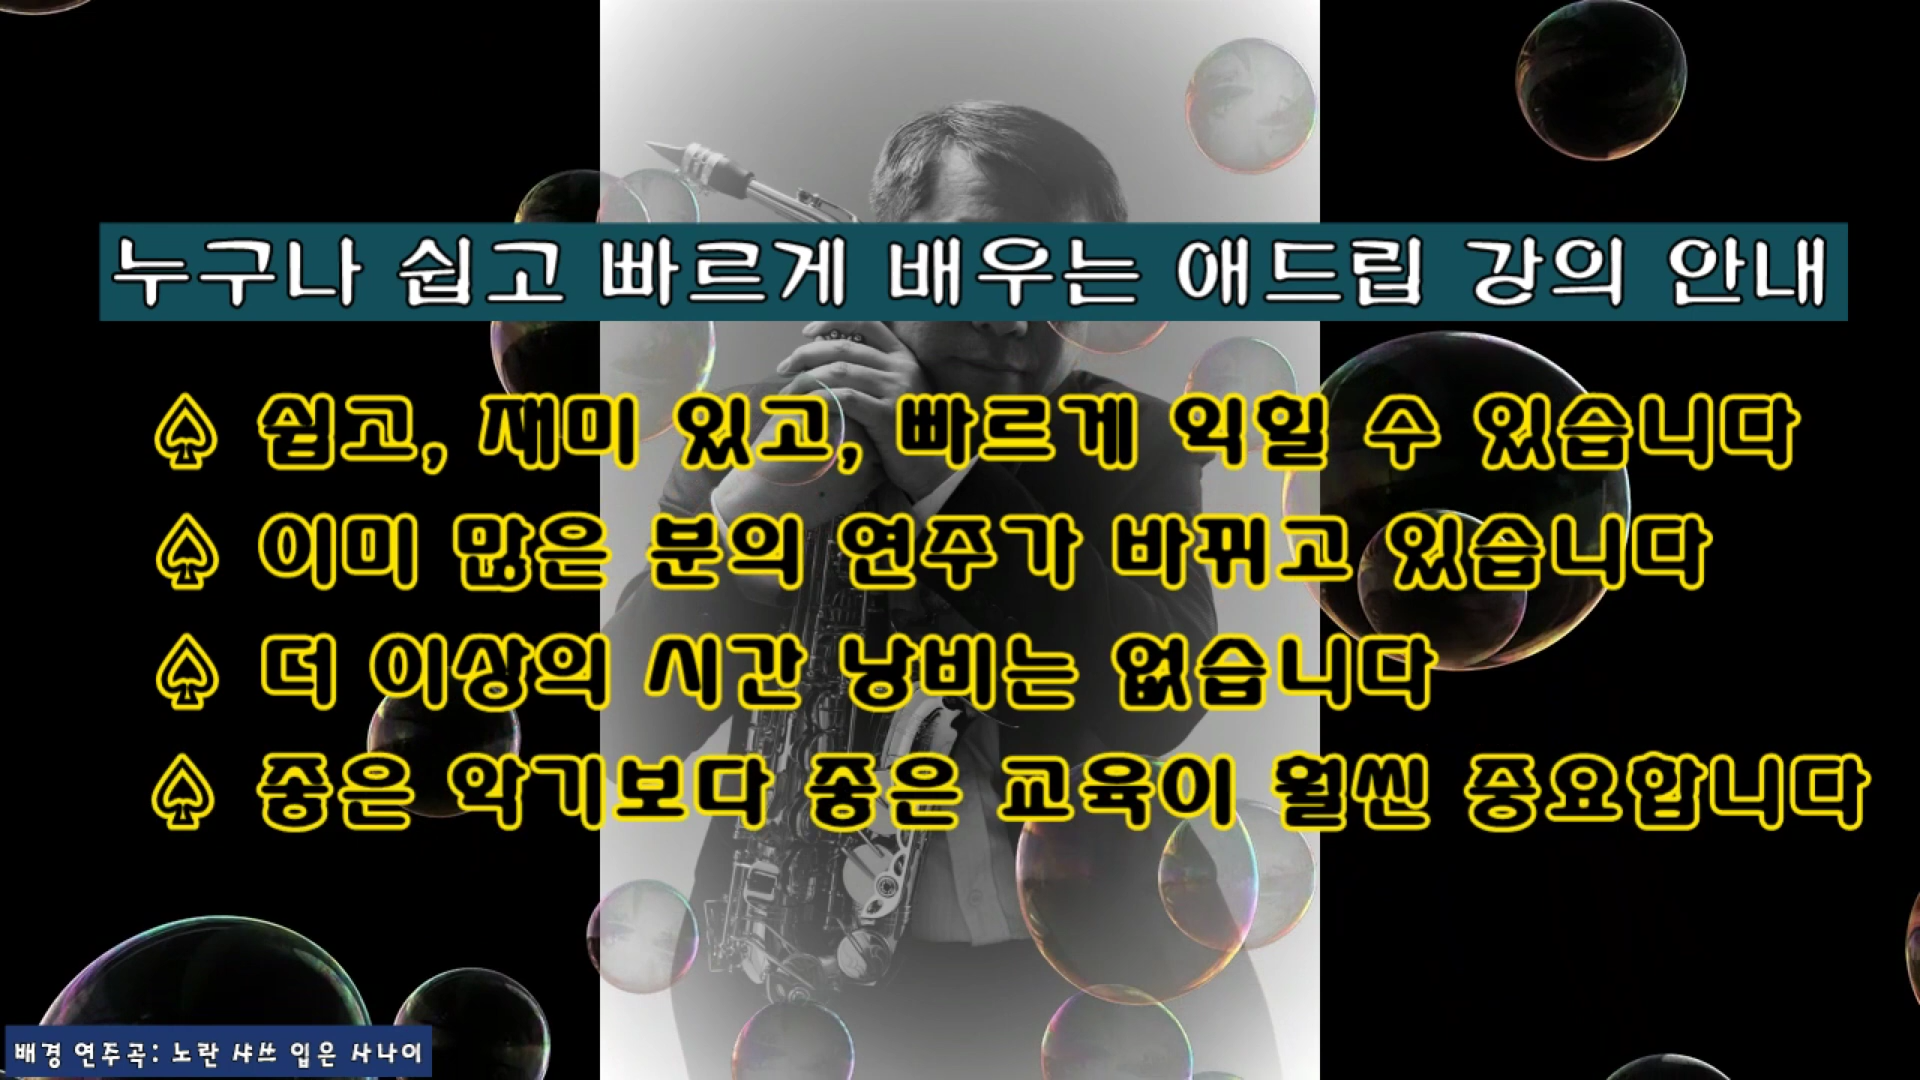 누구나 쉽고 빠르게 배우는 애드립 강의 안내
♤ 쉽고, 재미 있고, 빠르게 익힐 수 있습니다
♤ 이미 많은 분의 연주가 바뀌고 있습니다
♤ 더 이상의 시간 낭비는 없습니다
♤ 좋은 악기보다 좋은 교육이 훨씬 중요합니다
배경 연주곡: 노란 샤쓰 입은 사나이